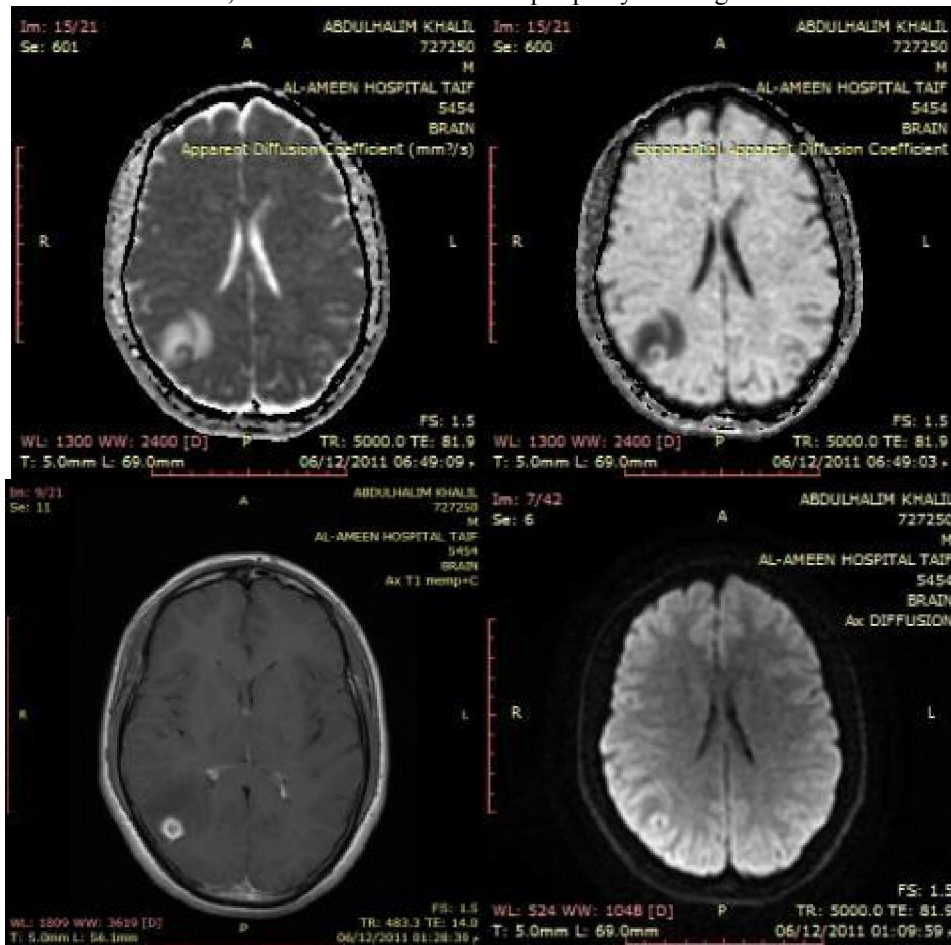 Im: 15/21
Se: 601
A
ABDULHALIM KHALIL
727250
M
AL-AMEEN HOSPITAL TAIF
5454
BRAIN
Apparent Diffusion Coefficient (mm²/s)
R
L
FS: 1.5
WL: 1300 WW: 2400 [D]
P
TR: 5000.0 TE: 81.9
T: 5.0mm L: 69.0mm
06/12/2011 06:49:09
Im: 15/21
Se: 600
A
ABDULHALIM KHALIL
727250
M
AL-AMEEN HOSPITAL TAIF
5454
BRAIN
Exponential Apparent Diffusion Coefficient
R
L
FS: 1.5
WL: 1300 WW: 2400 [D]
P
TR: 5000.0 TE: 81.9
T: 5.0mm L: 69.0mm
06/12/2011 06:49:03
Im: 9/21
Se: 11
A
ABDULHALIM KHALIL
727250
M
AL-AMEEN HOSPITAL TAIF
5454
BRAIN
Ax T1 memp+C
R
L
FS: 1.5
WL: 1809 WW: 3619 [D]
P
TR: 483.3 TE: 14.0
T: 5.0mm L: 56.1mm
06/12/2011 01:28:39
Im: 7/42
Se: 6
A
ABDULHALIM KHALIL
727250
M
AL-AMEEN HOSPITAL TAIF
5454
BRAIN
Ax DIFFUSION
R
L
FS: 1.5
WL: 524 WW: 1048 [D]
P
TR: 5000.0 TE: 81.9
T: 5.0mm L: 69.0mm
06/12/2011 01:09:59